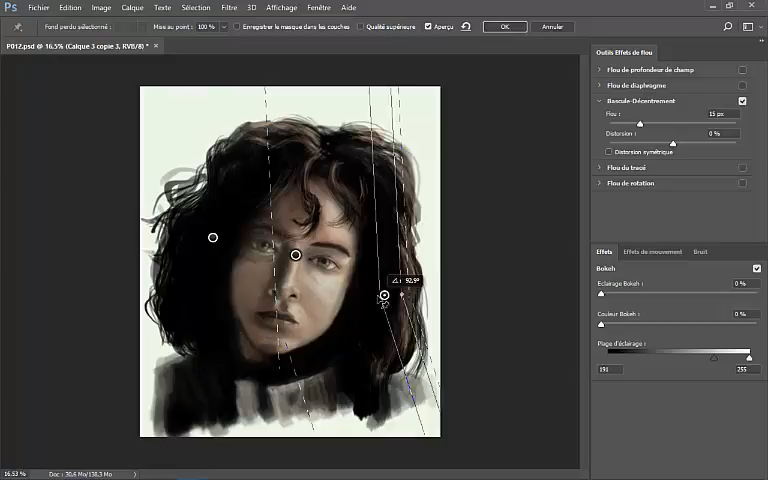 Ps Fichier Edition Image Calque Texte Sélection Filtre 3D Affichage Fenêtre Aide
Fond perdu sélectionné : Mise au point : 100 % Enregistrer le masque dans les couches Qualité supérieure Aperçu OK Annuler
P012.psd @ 16,5% (Calque 3 copie 3, RVB/8) * ×
Outils Effets de flou
Flou de profondeur de champ
Flou de diaphragme
Bascule-Décentrement
Flou : 15 px
Distorsion : 0 %
Distorsion symétrique
Flou du tracé
Flou de rotation
Effets Effets de mouvement Bruit
Bokeh
92,9°
Eclairage Bokeh 0 %
Couleur Bokeh 0 %
Plage d'éclairage :
191 255
16.53 % Doc : 30,6 Mo/138,3 Mo